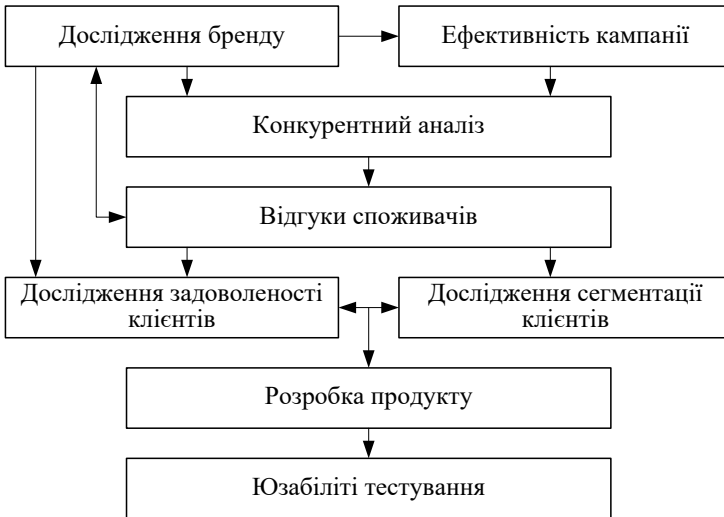 Дослідження бренду
Ефективність кампанії
Конкурентний аналіз
Відгуки споживачів
Дослідження задоволеності
клієнтів
Дослідження сегментації
клієнтів
Розробка продукту
Юзабіліті тестування